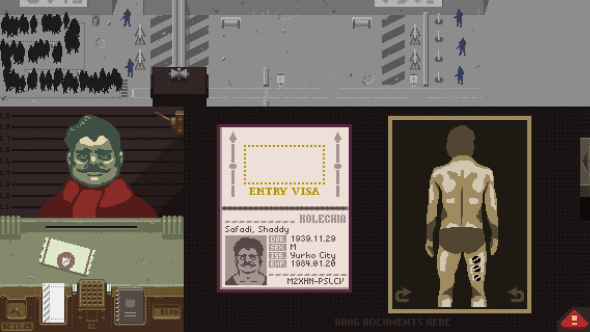 ENTRY VISA
KOLECHIA
Safadi, Shaddy
DOB. 1939.11.29
SEX. M
ISS. Yurko City
EXP. 1984.01.20
M2XHN-PSLCV
DRAG DOCUMENTS HERE